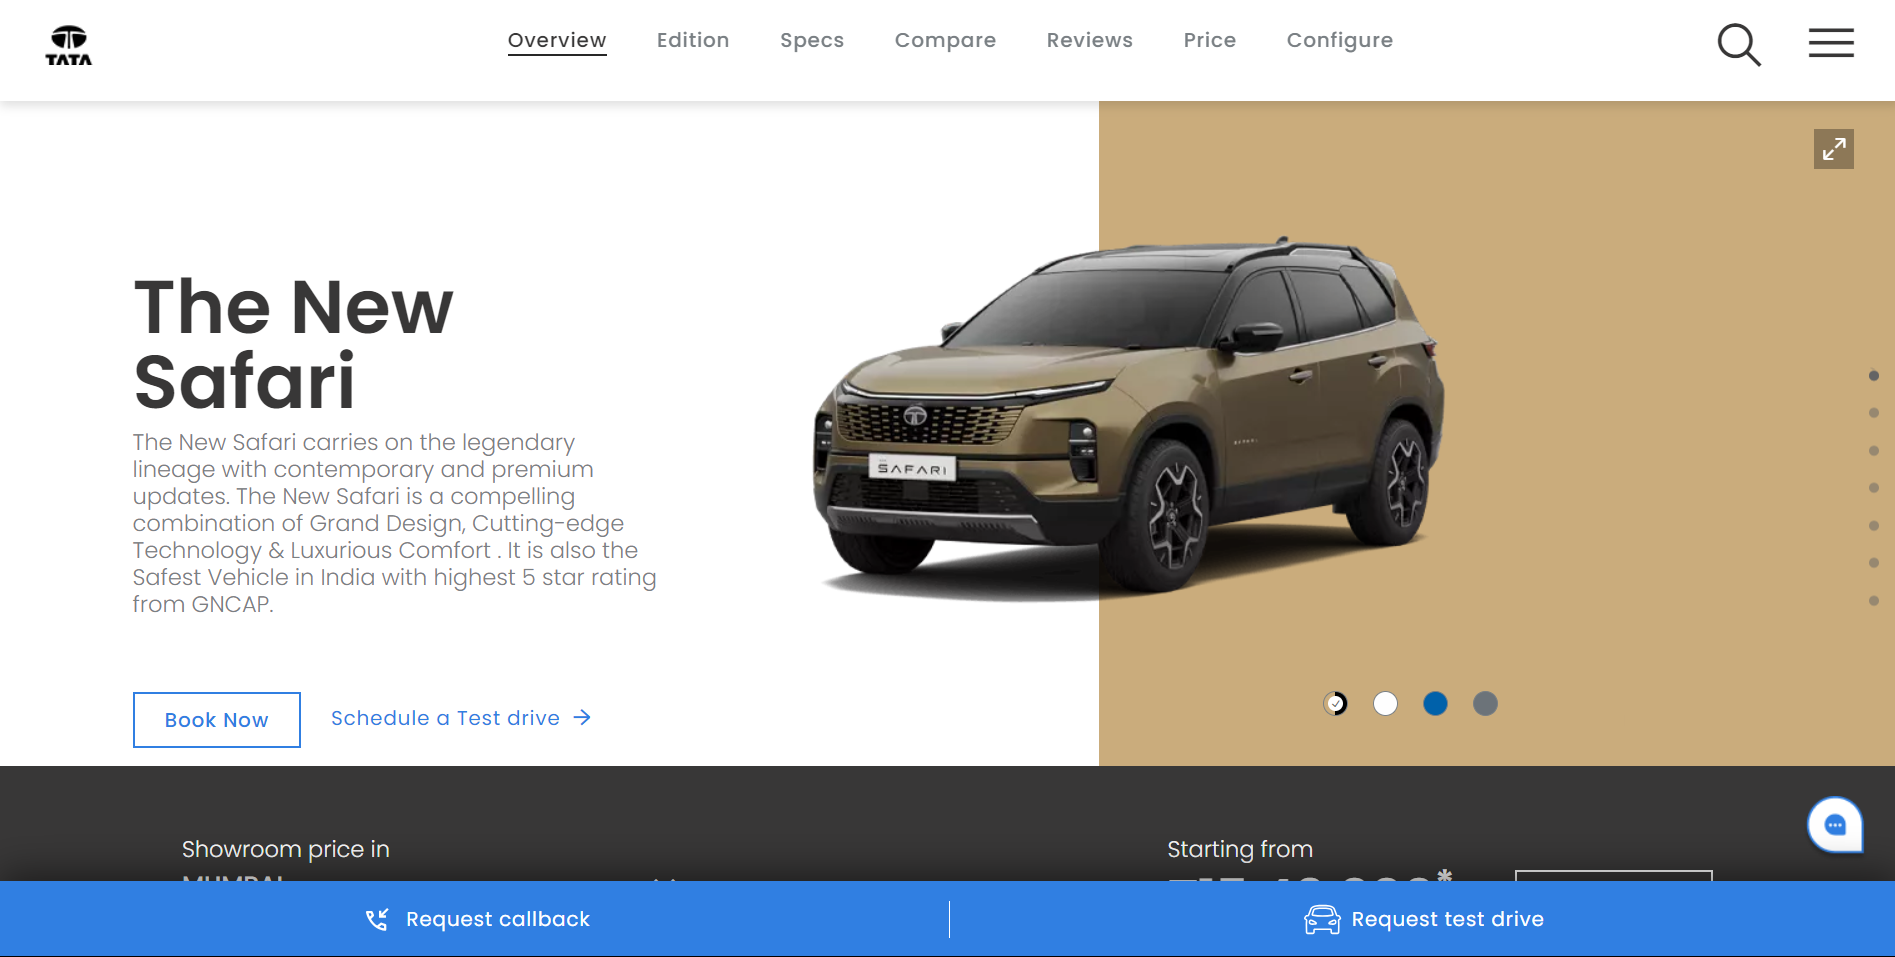 TATA
Overview Edition Specs Compare Reviews Price Configure
The New
Safari
The New Safari carries on the legendary
lineage with contemporary and premium
updates. The New Safari is a compelling
combination of Grand Design, Cutting-edge
Technology & Luxurious Comfort . It is also the
Safest Vehicle in India with highest 5 star rating
from GNCAP.
SAFARI
SAFARI
Book Now
Schedule a Test drive
Showroom price in
MUMBAI
Starting from
*
Request callback
Request test drive